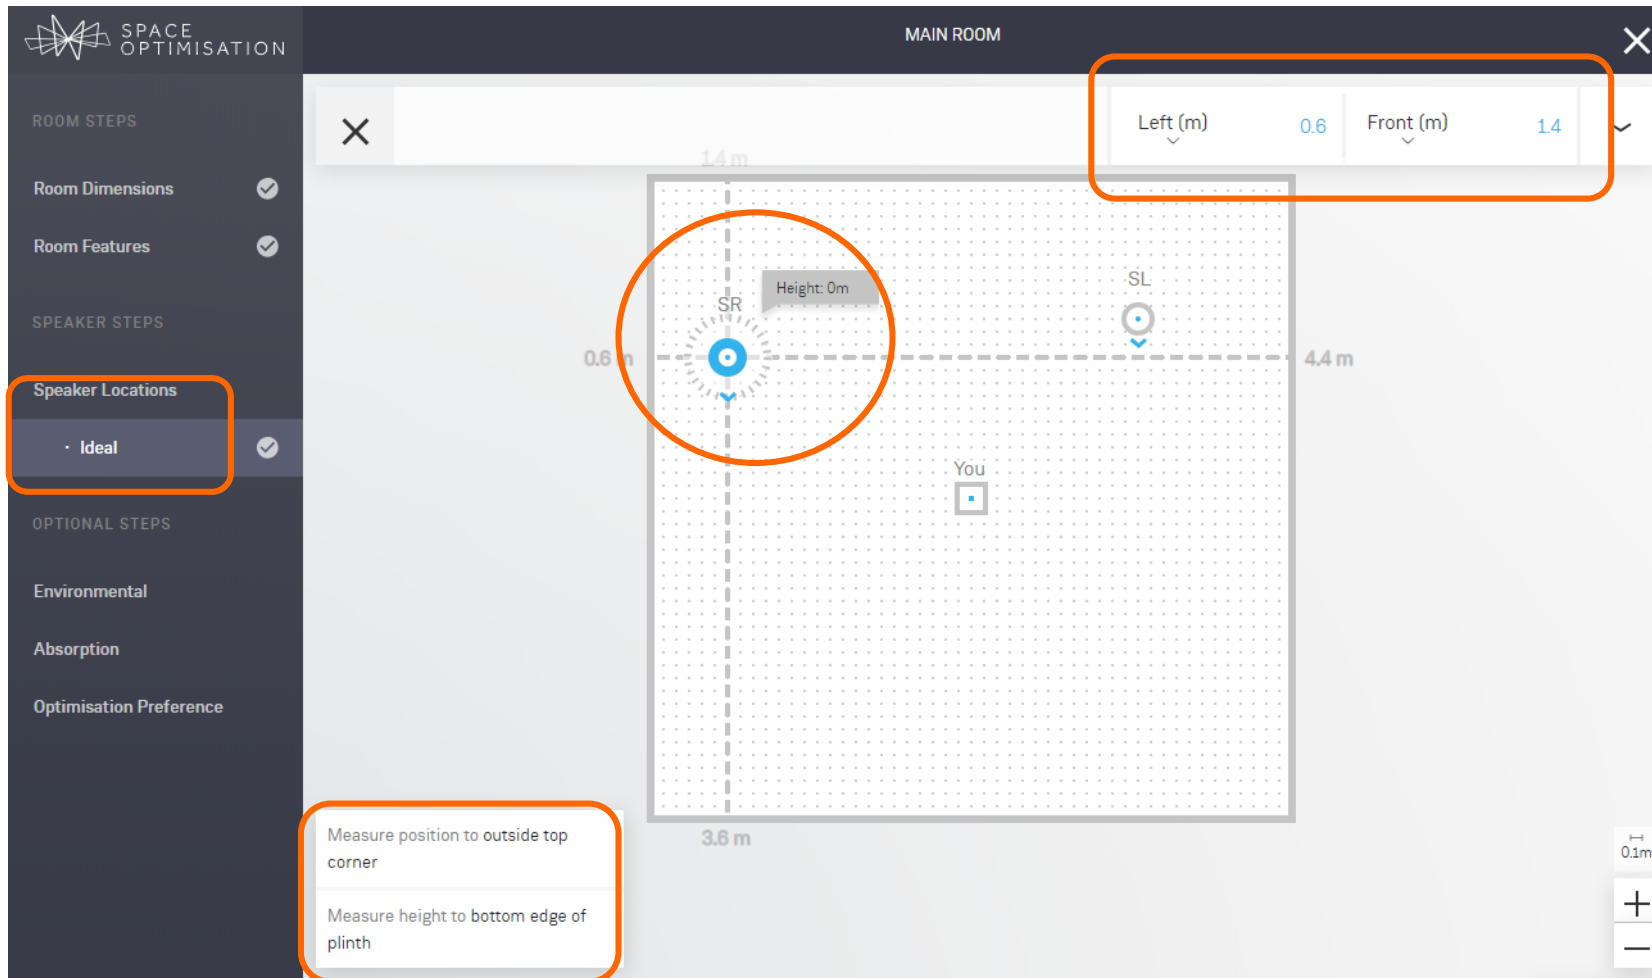 SPACE
OPTIMISATION
MAIN ROOM
ROOM STEPS
Room Dimensions
Room Features
SPEAKER STEPS
Speaker Locations
· Ideal
OPTIONAL STEPS
Environmental
Absorption
Optimisation Preference
Left (m) 0.6 Front (m) 1.4
1.4 m
Height: 0m
SR
SL
0.6 m
4.4 m
You
3.6 m
Measure position to outside top
corner
Measure height to bottom edge of
plinth
0.1m